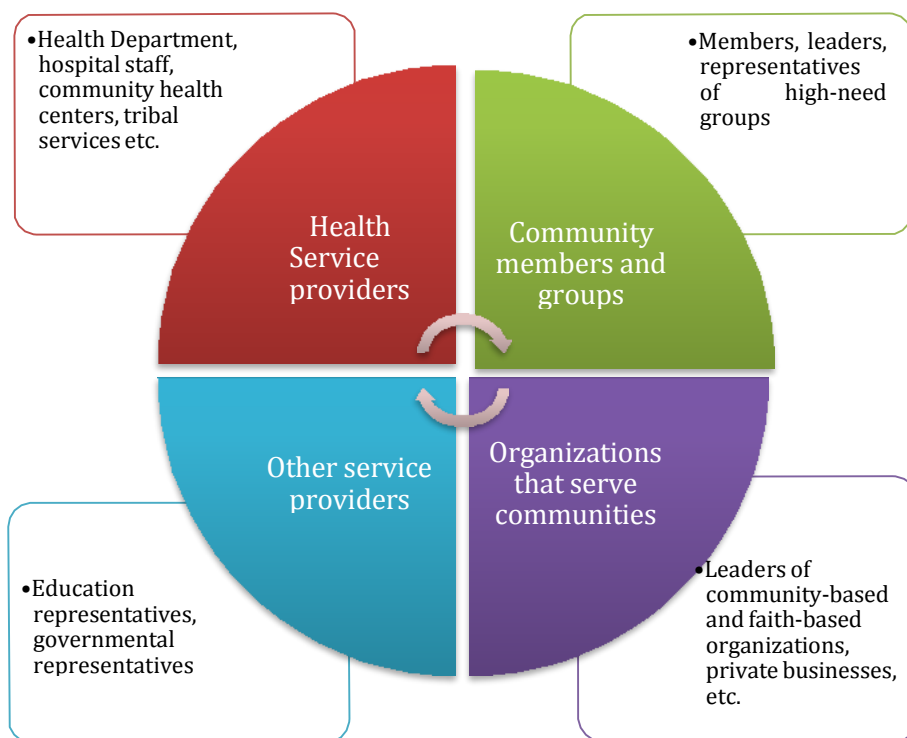 •Health Department,
hospital staff,
community health
centers, tribal
services etc.
•Members, leaders,
representatives
of high-need
groups
Health
Service
providers
Community
members and
groups
Other service
providers
Organizations
that serve
communities
•Education
representatives,
governmental
representatives
•Leaders of
community-based
and faith-based
organizations,
private businesses,
etc.